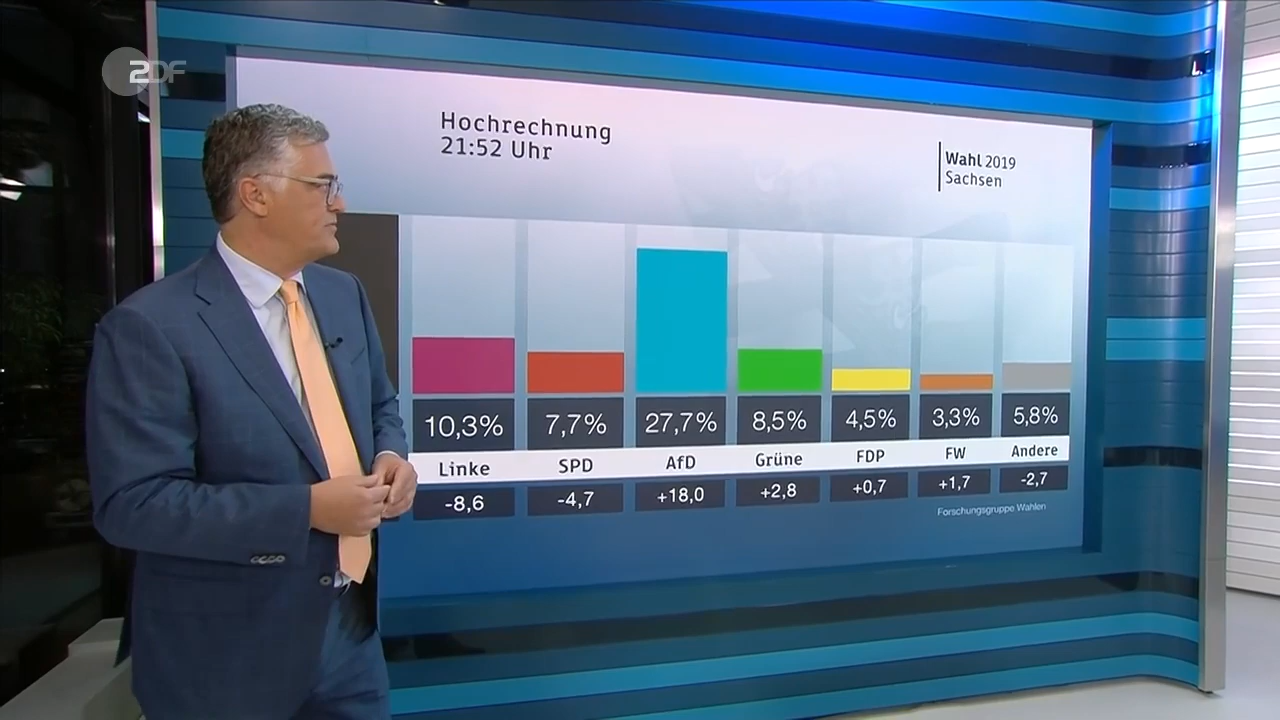 ZDF
Hochrechnung
21:52 Uhr
Wahl 2019
Sachsen
10,3% 7,7% 27,7% 8,5% 4,5% 3,3% 5,8%
Linke SPD AfD Grüne FDP FW Andere
-8,6 -4,7 +18,0 +2,8 +0,7 +1,7 -2,7
Forschungsgruppe Wahlen